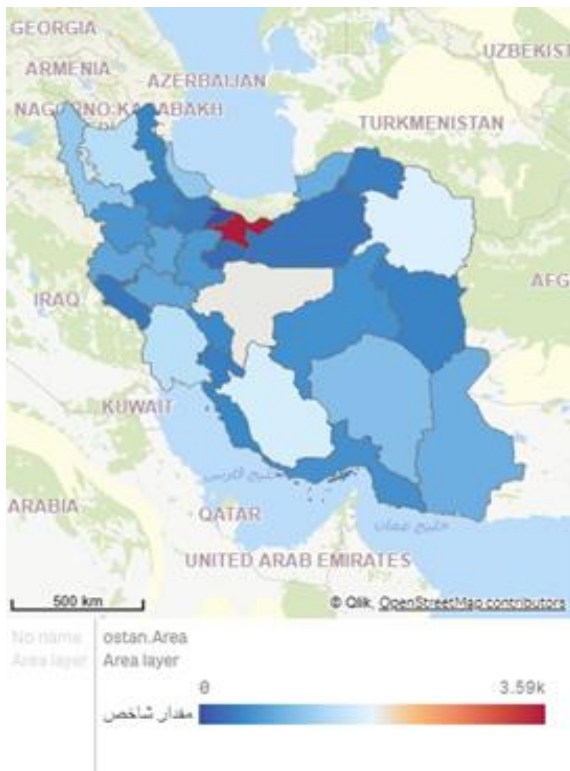 GEORGIA
UZBEKIST
ARMENIA
AZERBAIJAN
NAGORNO-KARABAKH
TURKMENISTAN
IRAQ
AFG
KUWAIT
خلیج فارس
ARABIA
QATAR
خلیج عمان
UNITED ARAB EMIRATES
500 km
© Qlik, OpenStreetMap contributors
No name
ostan.Area
Area layer
Area layer
0
3.59k
مقدار شاخص